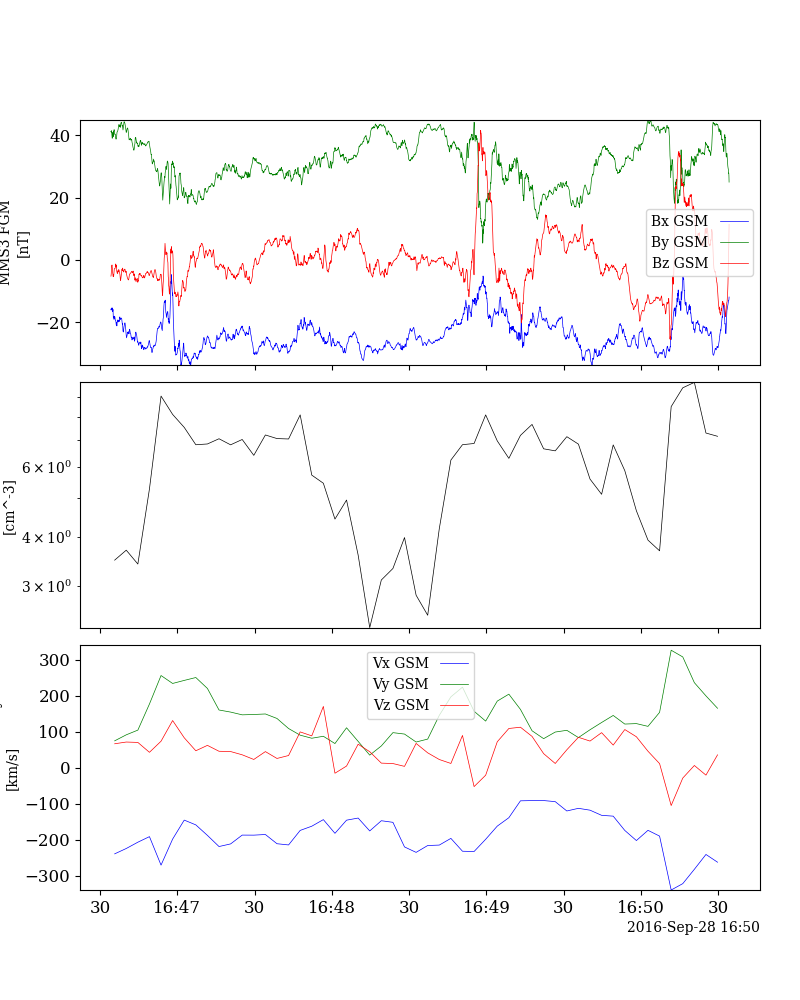 MMS3 FGM
[nT]
40
20
0
−20
Bx GSM
By GSM
Bz GSM
[cm^-3]
6 × 10⁰
4 × 10⁰
3 × 10⁰
[km/s]
300
200
100
0
−100
−200
−300
Vx GSM
Vy GSM
Vz GSM
30 16:47 30 16:48 30 16:49 30 16:50 30
2016-Sep-28 16:50